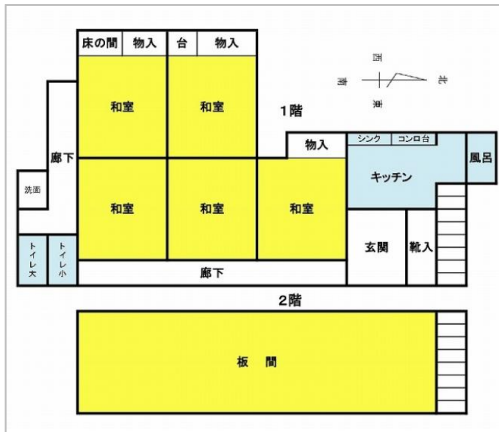 床の間
物入
台
物入
西
南
北
東
和室
和室
1階
廊下
物入
シンク
コンロ台
風呂
キッチン
洗面
和室
和室
和室
玄関
靴入
トイレ大
トイレ小
廊下
2階
板 間